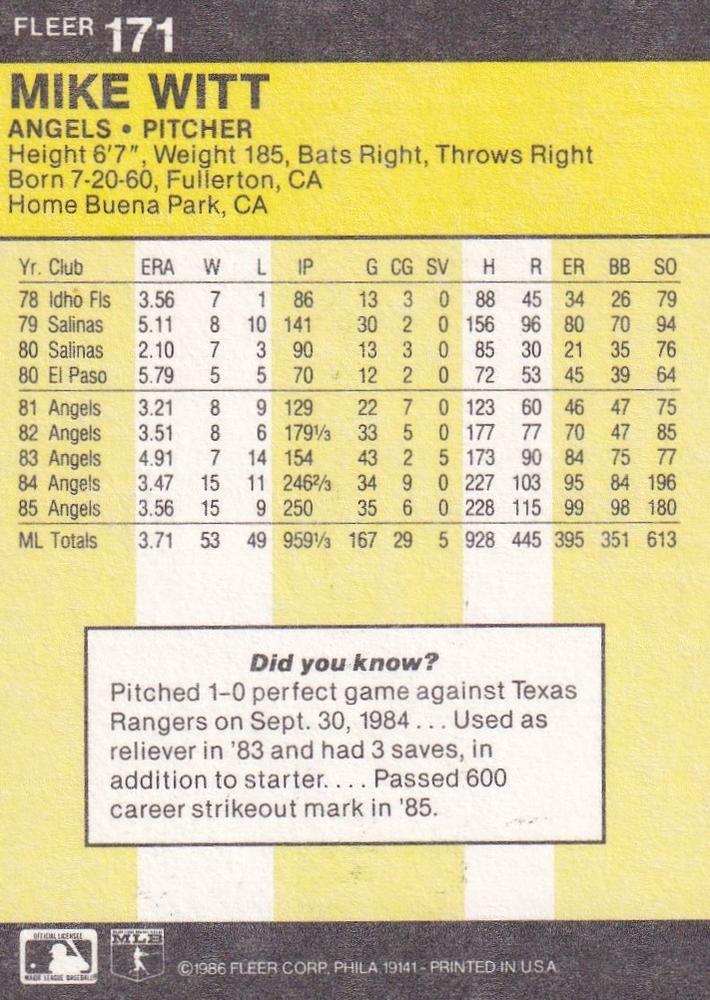 FLEER 171
MIKE WITT
ANGELS • PITCHER
Height 6'7", Weight 185, Bats Right, Throws Right
Born 7-20-60, Fullerton, CA
Home Buena Park, CA
Yr. Club ERA W L IP G CG SV H R ER BB SO
78 Idho Fls 3.56 7 1 86 13 3 0 88 45 34 26 79
79 Salinas 5.11 8 10 141 30 2 0 156 96 80 70 94
80 Salinas 2.10 7 3 90 13 3 0 85 30 21 35 76
80 El Paso 5.79 5 5 70 12 2 0 72 53 45 39 64
81 Angels 3.21 8 9 129 22 7 0 123 60 46 47 75
82 Angels 3.51 8 6 179⅓ 33 5 0 177 77 70 47 85
83 Angels 4.91 7 14 154 43 2 5 173 90 84 75 77
84 Angels 3.47 15 11 246⅔ 34 9 0 227 103 95 84 196
85 Angels 3.56 15 9 250 35 6 0 228 115 99 98 180
ML Totals 3.71 53 49 959⅓ 167 29 5 928 445 395 351 613
Did you know?
Pitched 1-0 perfect game against Texas
Rangers on Sept. 30, 1984 . . . Used as
reliever in '83 and had 3 saves, in
addition to starter. . . . Passed 600
career strikeout mark in '85.
OFFICIAL LICENSEE
MAJOR LEAGUE BASEBALL
MLB
©1986 FLEER CORP. PHILA 19141 - PRINTED IN U.S.A.